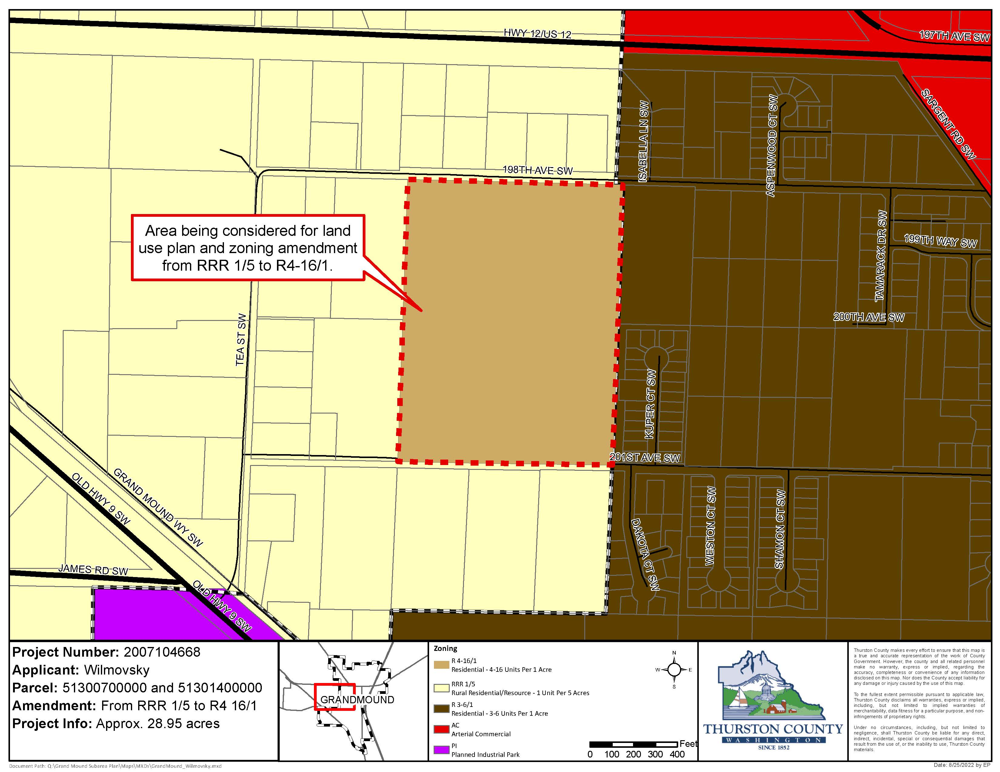 HWY 12/US 12
197TH AVE SW
SARGENT RD SW
ISABELLA LN SW
ASPENWOOD CT SW
198TH AVE SW
Area being considered for land
use plan and zoning amendment
from RRR 1/5 to R4-16/1.
TAMARACK DR SW
199TH WAY SW
200TH AVE SW
TEA ST SW
KUPER CT SW
201ST AVE SW
GRAND MOUND WY SW
OLD HWY 9 SW
DAKOTA CT SW
WESTON CT SW
SHAMON CT SW
JAMES RD SW
OLD HWY 9 SW
Project Number: 2007104668
Applicant: Wilmovsky
Parcel: 51300700000 and 51301400000
Amendment: From RRR 1/5 to R4 16/1
Project Info: Approx. 28.95 acres
GRANDMOUND
Zoning
R 4-16/1
Residential - 4-16 Units Per 1 Acre
RRR 1/5
Rural Residential/Resource - 1 Unit Per 5 Acres
R 3-6/1
Residential - 3-6 Units Per 1 Acre
AC
Arterial Commercial
PI
Planned Industrial Park
N
W E
S
Feet
0 100 200 300 400
THURSTON COUNTY
WASHINGTON
SINCE 1852
Thurston County makes every effort to ensure that this map is
a true and accurate representation of the work of County
Government. However, the county and all related personnel
make no warranty, express or implied, regarding the
accuracy, completeness or convenience of any information
disclosed on this map. Nor does the County accept liability for
any damage or injury caused by the use of this map.
To the fullest extent permissible pursuant to applicable law,
Thurston County disclaims all warranties, express or implied,
including, but not limited to implied warranties of
merchantability, data fitness for a particular purpose, and non-
infringements of proprietary rights.
Under no circumstances, including, but not limited to
negligence, shall Thurston County be liable for any direct,
indirect, incidental, special or consequential damages that
result from the use of, or the inability to use, Thurston County
materials.
Document Path: Q:\Grand Mound Subarea Plan\Maps\MXDs\GrandMound_Wilmovsky.mxd
Date: 8/25/2022 by EP